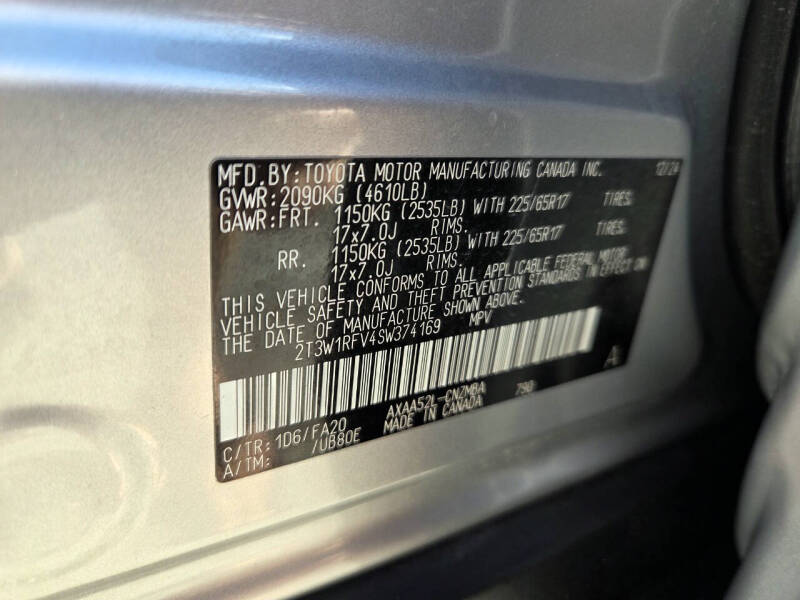 MFD. BY: TOYOTA MOTOR MANUFACTURING CANADA INC. 12/24
GVWR: 2090KG (4610LB)
GAWR: FRT. 1150KG (2535LB) WITH 225/65R17 TIRES.
17x7.0J RIMS.
RR. 1150KG (2535LB) WITH 225/65R17 TIRES.
17x7.0J RIMS.
THIS VEHICLE CONFORMS TO ALL APPLICABLE FEDERAL MOTOR
VEHICLE SAFETY AND THEFT PREVENTION STANDARDS IN EFFECT ON
THE DATE OF MANUFACTURE SHOWN ABOVE.
2T3W1RFV4SW374169 MPV
A
C/TR: 1D6/FA20 AXAA52L-CNZMBA 790
A/TM: /UB80E MADE IN CANADA